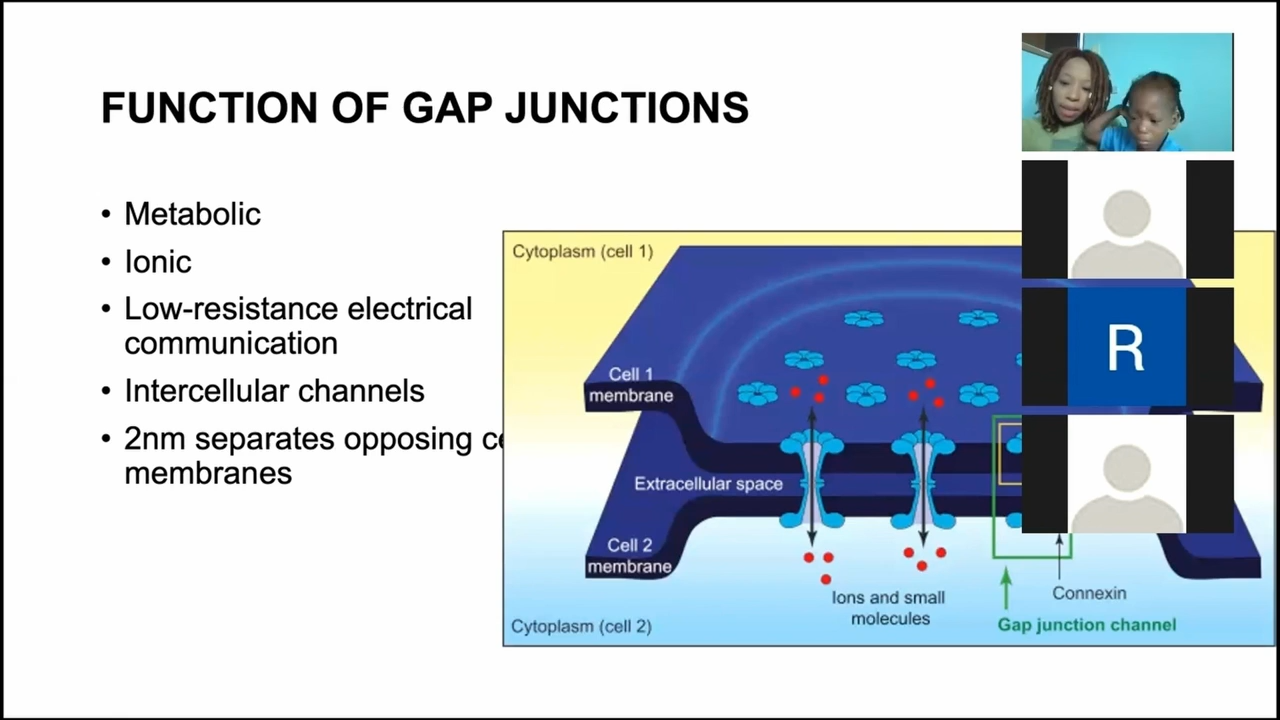 FUNCTION OF GAP JUNCTIONS
• Metabolic
• Ionic
• Low-resistance electrical
communication
• Intercellular channels
• 2nm separates opposing
membranes
Cytoplasm (cell 1)
Cell 1
membrane
Extracellular space
Cell 2
membrane
Ions and small
molecules
Connexin
Gap junction channel
Cytoplasm (cell 2)
R